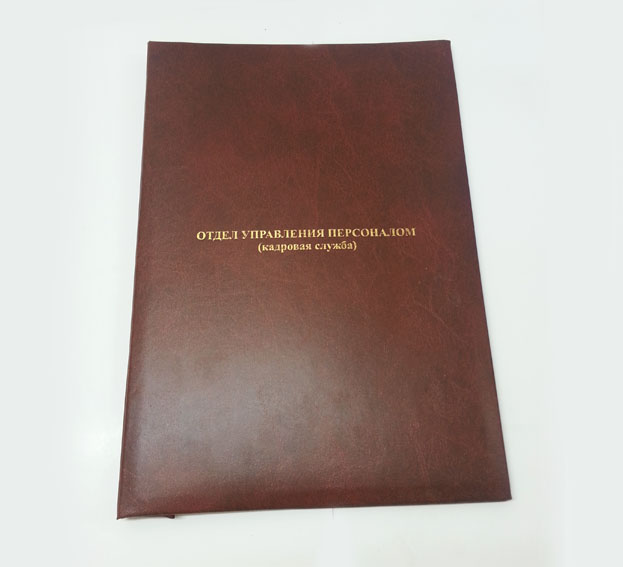 ОТДЕЛ УПРАВЛЕНИЯ ПЕРСОНАЛОМ
(кадровая служба)